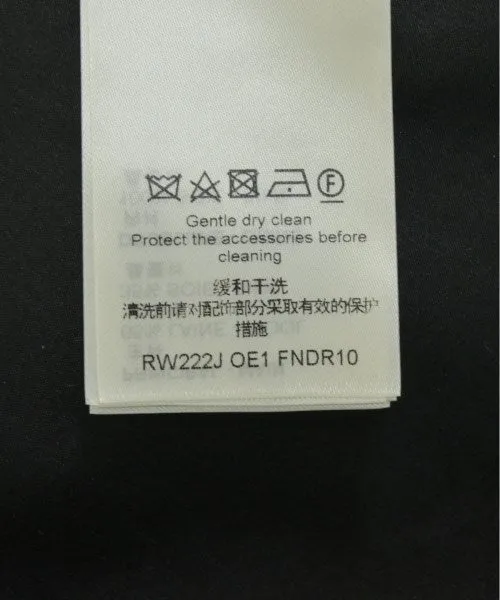 F
Gentle dry clean
Protect the accessories before
cleaning
缓和干洗
清洗前请对配饰部分采取有效的保护
措施
RW222J OE1 FNDR10